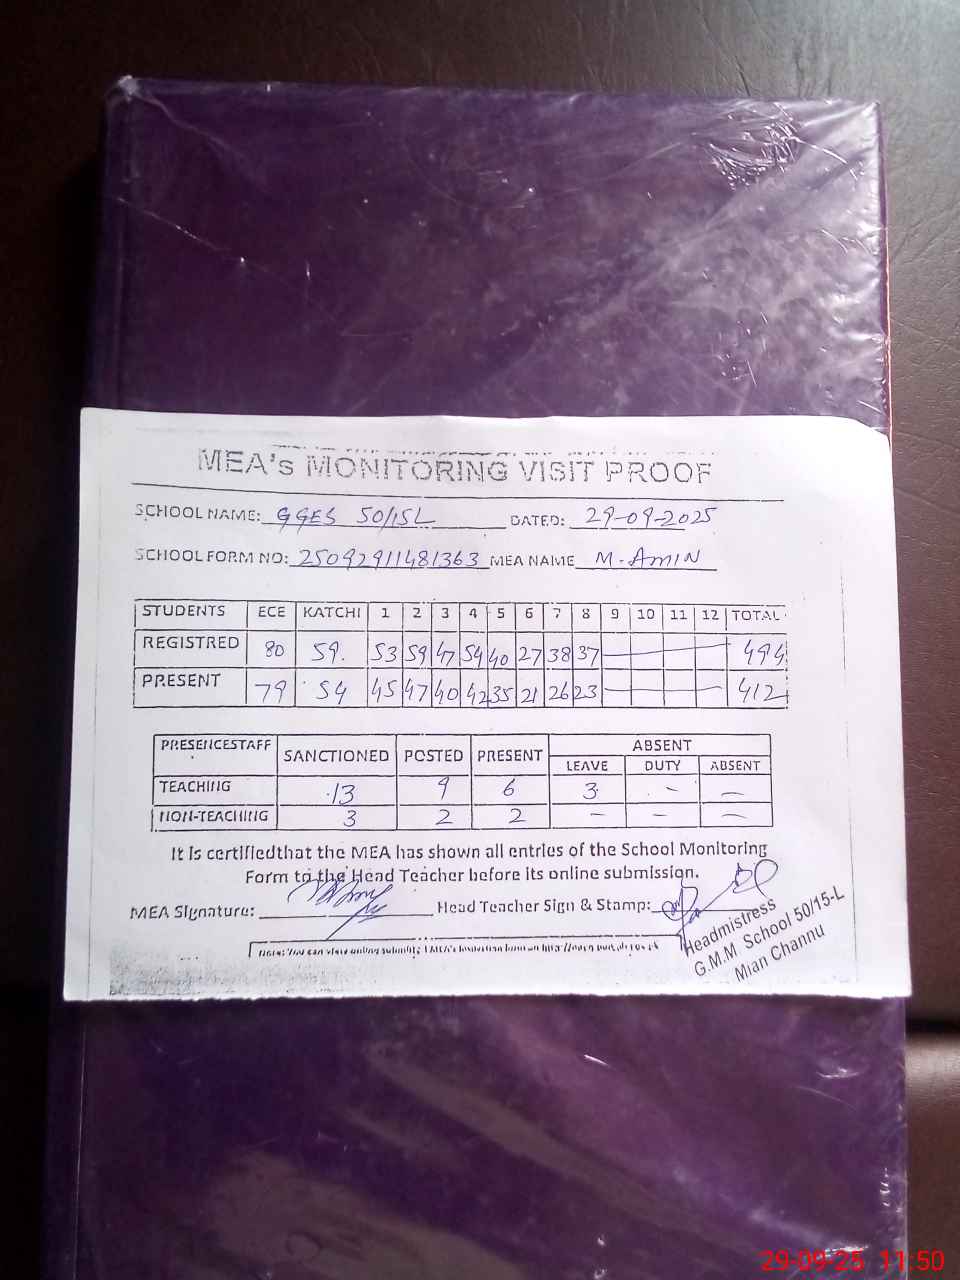 MEA's MONITORING VISIT PROOF
SCHOOL NAME: GGES 50/15L DATED: 29-09-2025
SCHOOL FORM NO: 25092911481363 MEA NAME M. AMIN
STUDENTS ECE KATCHI 1 2 3 4 5 6 7 8 9 10 11 12 TOTAL
REGISTRED 80 59. 53 59 47 54 40 27 38 37 — 494
PRESENT 79 54 45 47 40 42 35 21 26 23 — 412
PRESENCESTAFF SANCTIONED POSTED PRESENT ABSENT
LEAVE DUTY ABSENT
TEACHING 13 9 6 3 - -
NON-TEACHING 3 2 2 - - -
It is certifiedthat the MEA has shown all entries of the School Monitoring
Form to the Head Teacher before its online submission.
MEA Signature: Head Teacher Sign & Stamp:
Headmistress
G.M.M School 50/15-L
Mian Channu
Note: You can view online
29-09-25 11:50